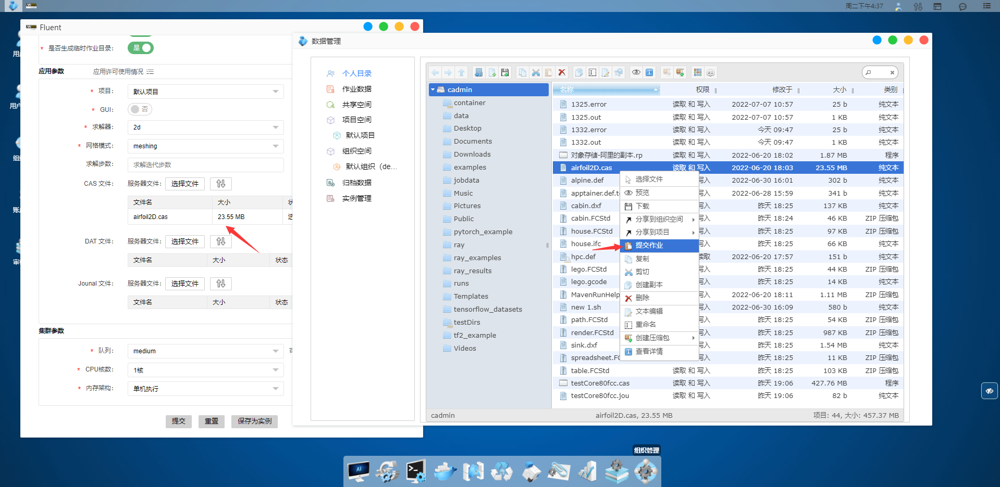 周二下午4:37
Fluent
* 是否生成临时作业目录: 是
应用参数 应用许可使用情况
* 项目: 默认项目
* GUI: 否
* 求解器: 2d
* 网格模式: meshing
求解步数: 求解迭代步数
CAS 文件: 服务器文件: 选择文件
文件名 大小
airfoil2D.cas 23.55 MB
DAT 文件: 服务器文件: 选择文件
文件名 大小 状态
Jounal 文件: 服务器文件: 选择文件
文件名 大小 状态
集群参数
* 队列: medium
* CPU核数: 1核
* 内存架构: 单机执行
提交 重置 保存为实例
数据管理
个人目录
作业数据
共享空间
项目空间
默认项目
组织空间
默认组织（de...
归档数据
实例管理
cadmin
container
data
Desktop
Documents
Downloads
examples
jobdata
Music
Pictures
Public
pytorch_example
ray
ray_examples
ray_results
runs
Templates
tensorflow_datasets
testDirs
tf2_example
Videos
名称 权限 修改于 大小 类别
1325.error 读取 和 写入 2022-07-07 10:57 25 b 纯文本
1325.out 读取 和 写入 2022-07-07 10:57 1 KB 纯文本
1332.error 读取 和 写入 今天 09:47 25 b 纯文本
1332.out 读取 和 写入 今天 09:47 1 KB 纯文本
对象存储-阿里的副本.rp 读取 和 写入 2022-06-20 18:02 1.87 MB 程序
airfoil2D.cas 读取 和 写入 2022-06-20 18:03 23.55 MB 纯文本
alpine.def 写入 2022-06-30 16:01 302 b 纯文本
apptainer.def.t 写入 2022-06-28 15:59 341 b 纯文本
cabin.dxf 写入 昨天 18:25 137 KB 纯文本
cabin.FCStd 写入 昨天 18:24 46 KB ZIP 压缩包
house.FCStd 写入 昨天 18:25 97 KB ZIP 压缩包
house.ifc 写入 昨天 18:25 66 KB 纯文本
hpc.def 读取 2022-06-20 17:57 151 b 纯文本
lego.FCStd 写入 昨天 18:25 44 KB ZIP 压缩包
lego.gcode 写入 昨天 18:25 14 KB 纯文本
MavenRunHelp 写入 2022-06-20 18:11 1.11 MB ZIP 压缩包
new 1.sh 写入 2022-06-30 16:09 580 b 纯文本
path.FCStd 写入 昨天 18:25 54 KB ZIP 压缩包
render.FCStd 写入 昨天 18:25 987 KB ZIP 压缩包
sink.dxf 写入 昨天 18:25 1.54 MB 纯文本
spreadsheet.FC 写入 昨天 18:25 11 KB ZIP 压缩包
table.FCStd 读取 和 写入 昨天 18:25 103 KB ZIP 压缩包
testCore80fcc.cas 读取 和 写入 昨天 19:06 427.76 MB 程序
testCore80fcc.jou 读取 和 写入 昨天 19:06 82 b 纯文本
选择文件
预览
下载
分享到组织空间
分享到项目
提交作业
复制
剪切
创建副本
删除
文本编辑
重命名
创建压缩包
查看详情
cadmin airfoil2D.cas, 23.55 MB 项目: 44, 大小: 457.37 MB
用户
组织
账
审
组织管理
Ai